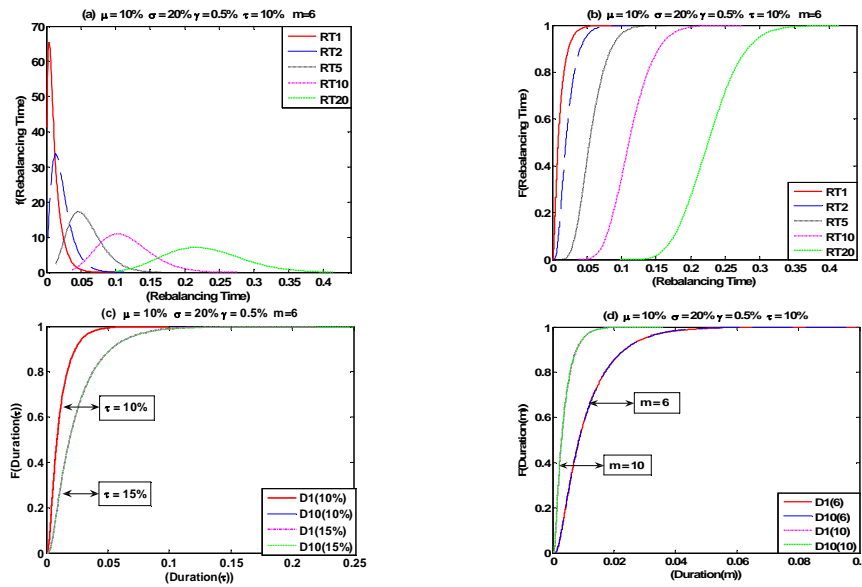 (a) μ = 10% σ = 20% γ = 0.5% τ = 10% m=6
f(Rebalancing Time)
70
60
50
40
30
20
10
0
0 0.05 0.1 0.15 0.2 0.25 0.3 0.35 0.4
(Rebalancing Time)
RT1
RT2
RT5
RT10
RT20
(b) μ = 10% σ = 20% γ = 0.5% τ = 10% m=6
F(Rebalancing Time)
1
0.8
0.6
0.4
0.2
0
0 0.05 0.1 0.15 0.2 0.25 0.3 0.35 0.4
(Rebalancing Time)
RT1
RT2
RT5
RT10
RT20
(c) μ = 10% σ = 20% γ = 0.5% m=6
F(Duration(τ))
1
0.8
0.6
0.4
0.2
0
0 0.05 0.1 0.15 0.2 0.25
(Duration(τ))
τ = 10%
τ = 15%
D1(10%)
D10(10%)
D1(15%)
D10(15%)
(d) μ = 10% σ = 20% γ = 0.5% τ = 10%
F(Duration(m))
1
0.8
0.6
0.4
0.2
0
0 0.02 0.04 0.06 0.08 0.1
(Duration(m))
m = 6
m = 10
D1(6)
D10(6)
D1(10)
D10(10)